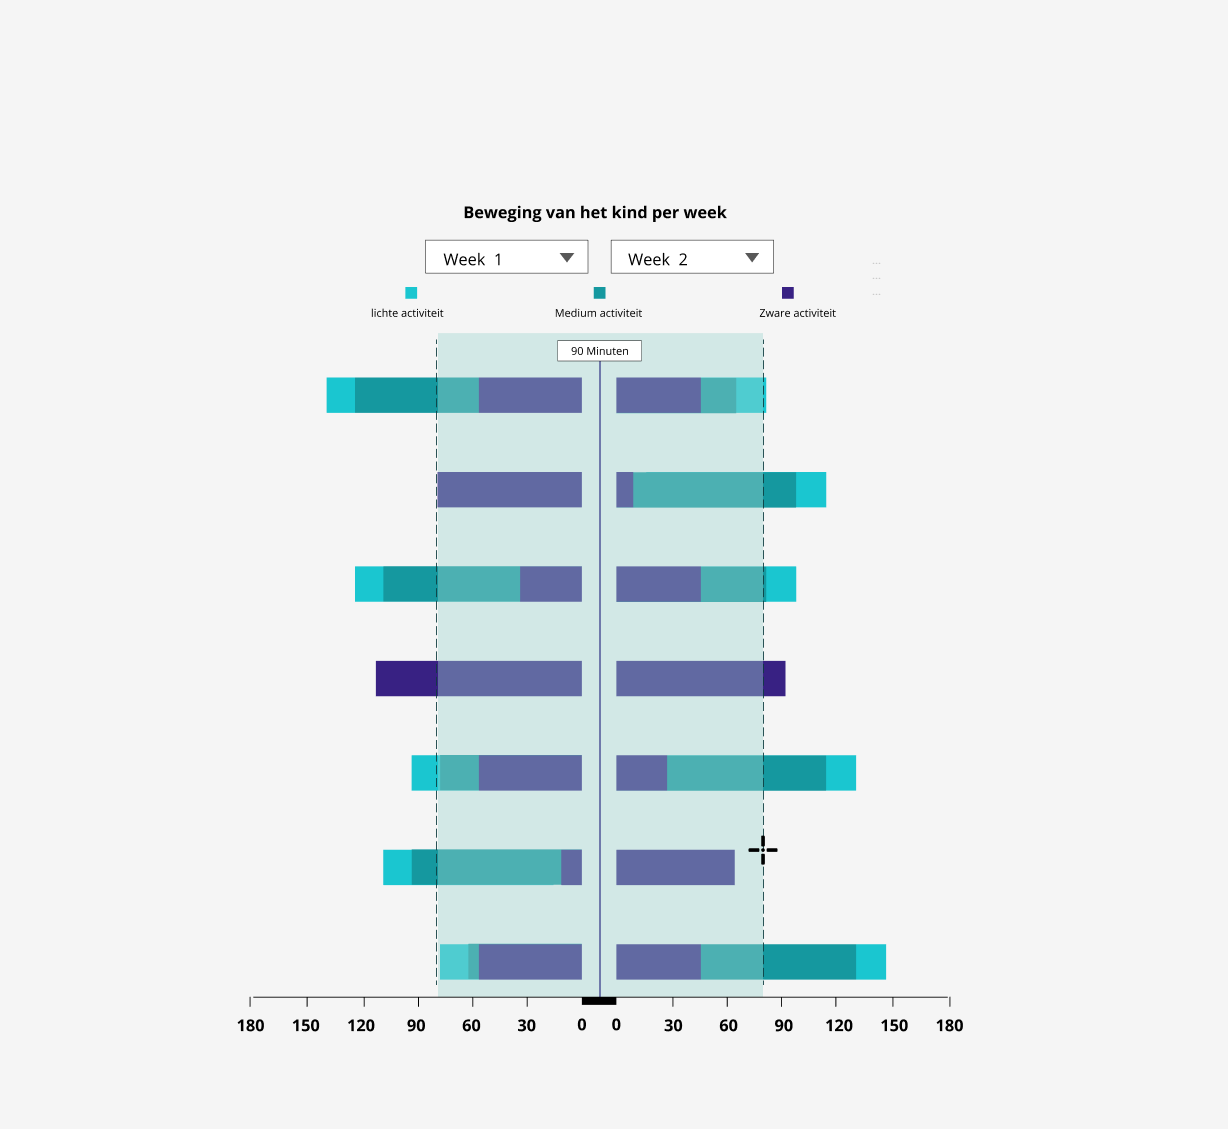 Beweging van het kind per week
Week 1
Week 2
...
...
...
lichte activiteit
Medium activiteit
Zware activiteit
90 Minuten
180 150 120 90 60 30 0 0 30 60 90 120 150 180